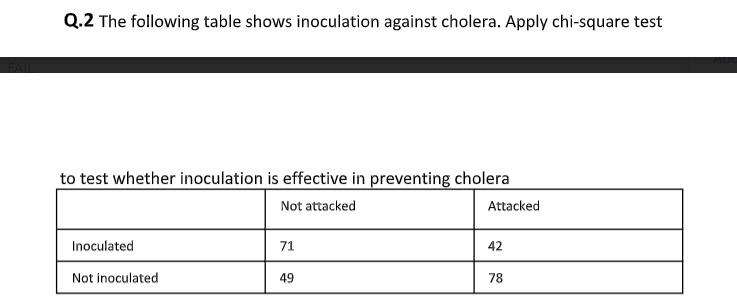 Q.2 The following table shows inoculation against cholera. Apply chi-square test
to test whether inoculation is effective in preventing cholera
Not attacked Attacked
Inoculated 71 42
Not inoculated 49 78